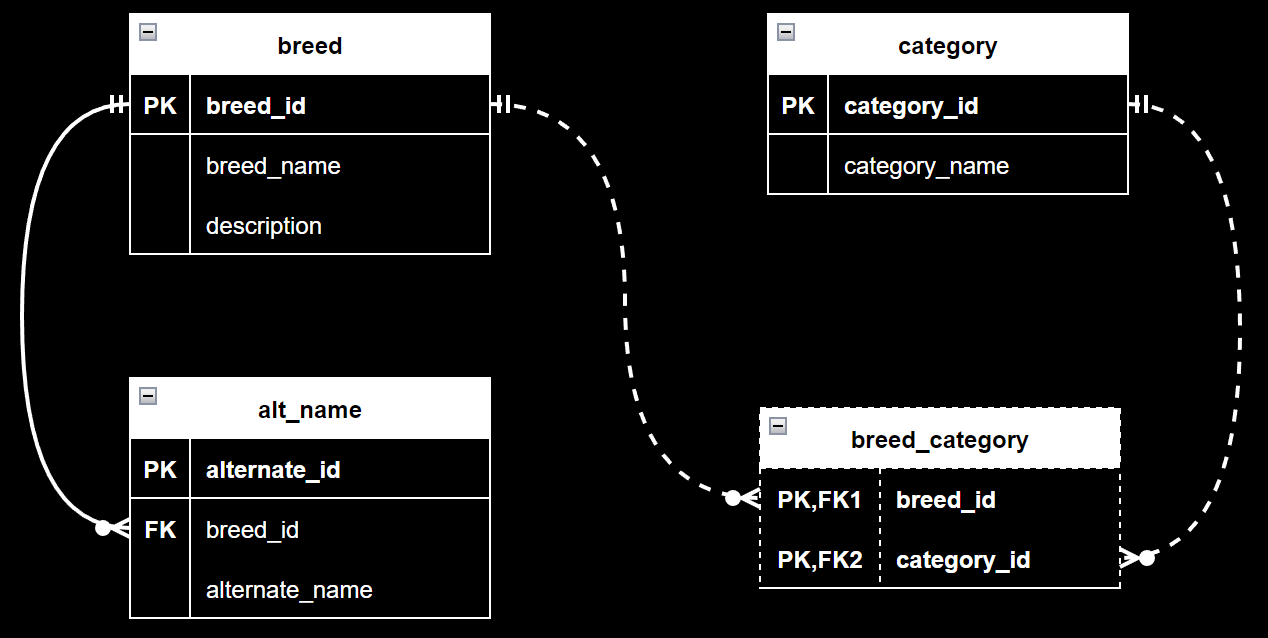 breed
PK breed_id
breed_name
description
category
PK category_id
category_name
alt_name
PK alternate_id
FK breed_id
alternate_name
breed_category
PK,FK1 breed_id
PK,FK2 category_id